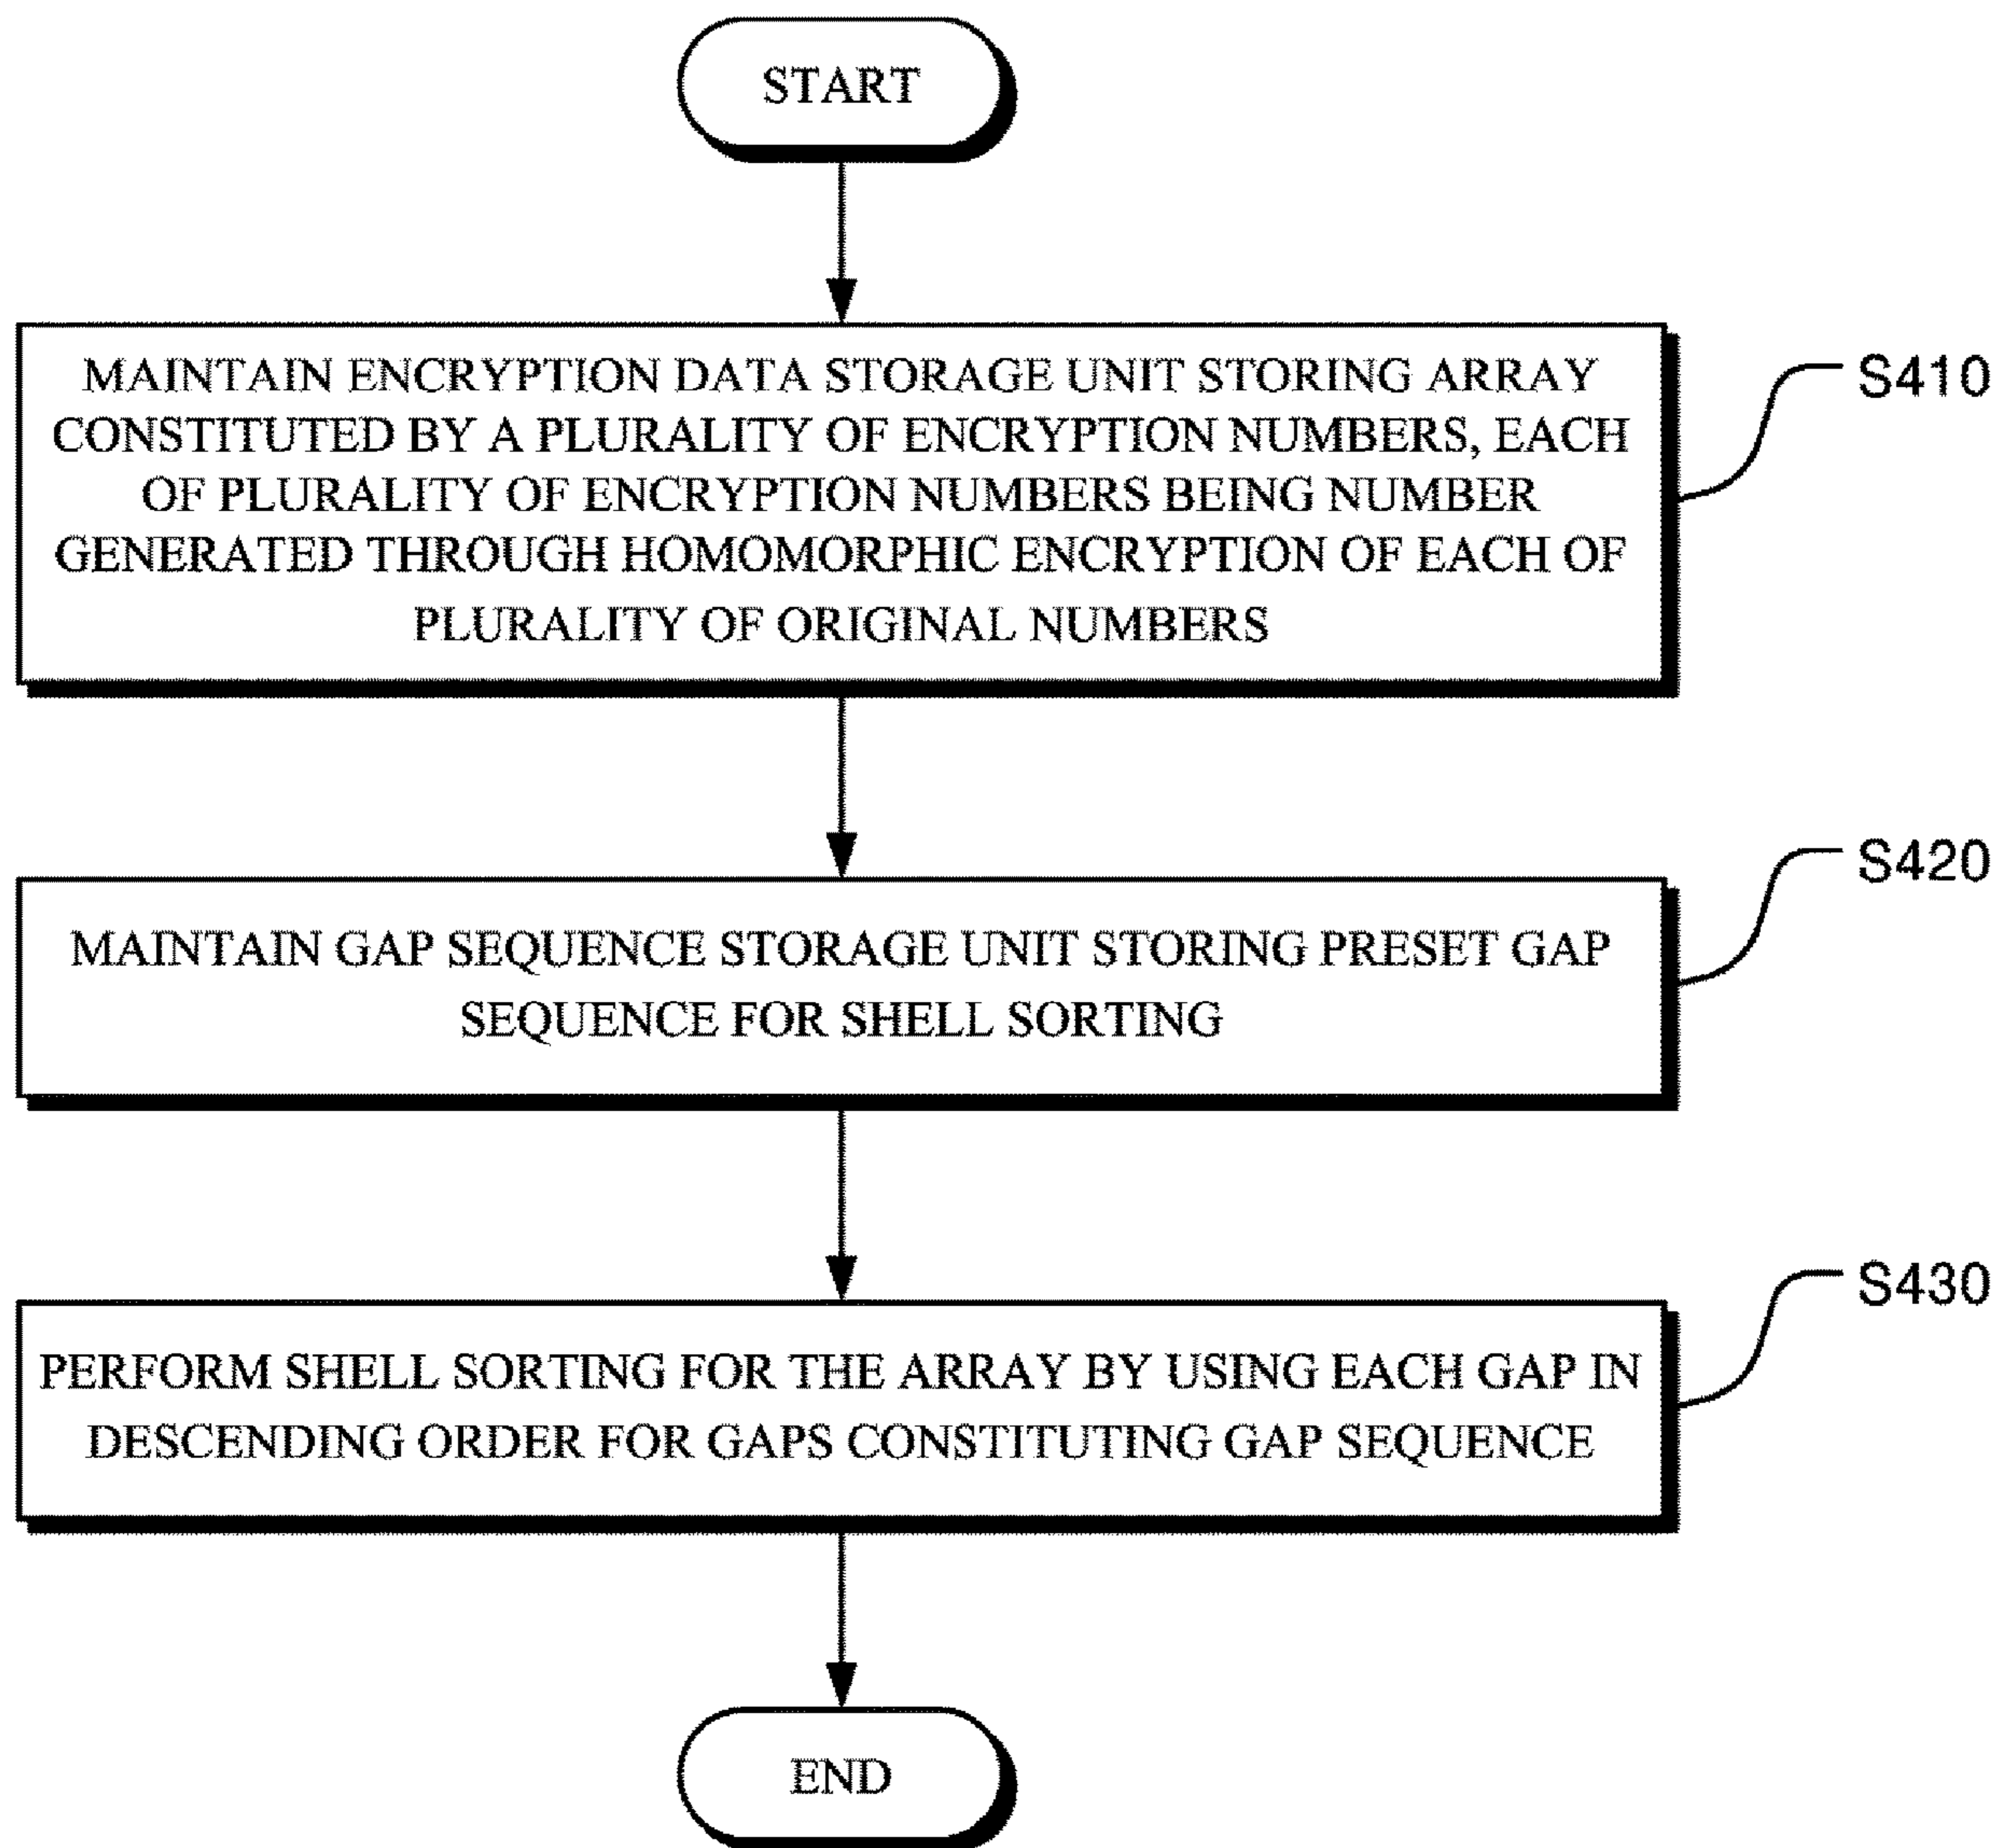 START
MAINTAIN ENCRYPTION DATA STORAGE UNIT STORING ARRAY
CONSTITUTED BY A PLURALITY OF ENCRYPTION NUMBERS, EACH
OF PLURALITY OF ENCRYPTION NUMBERS BEING NUMBER
GENERATED THROUGH HOMOMORPHIC ENCRYPTION OF EACH OF
PLURALITY OF ORIGINAL NUMBERS
S410
MAINTAIN GAP SEQUENCE STORAGE UNIT STORING PRESET GAP
SEQUENCE FOR SHELL SORTING
S420
PERFORM SHELL SORTING FOR THE ARRAY BY USING EACH GAP IN
DESCENDING ORDER FOR GAPS CONSTITUTING GAP SEQUENCE
S430
END